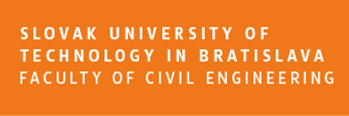 SLOVAK UNIVERSITY OF
TECHNOLOGY IN BRATISLAVA
FACULTY OF CIVIL ENGINEERING